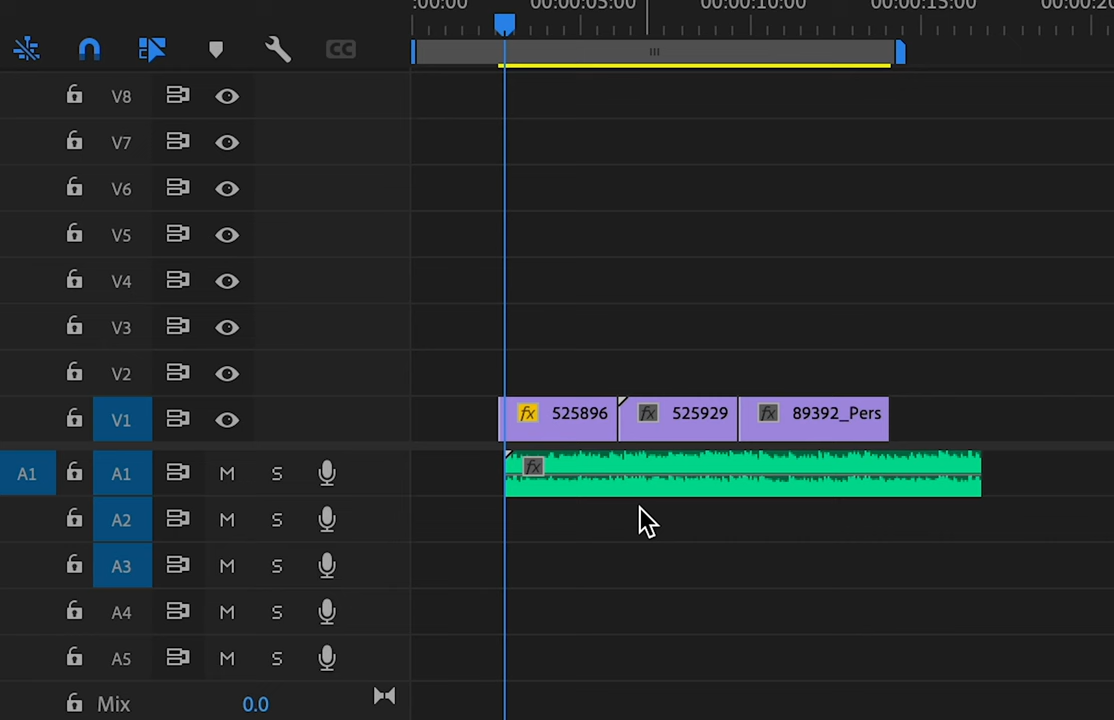 :00:00 00:00:05:00 00:00:10:00 00:00:15:00 00:00:20
CC
V8
V7
V6
V5
V4
V3
V2
V1 fx 525896 fx 525929 fx 89392_Pers
A1 A1 M S fx
A2 M S
A3 M S
A4 M S
A5 M S
Mix 0.0